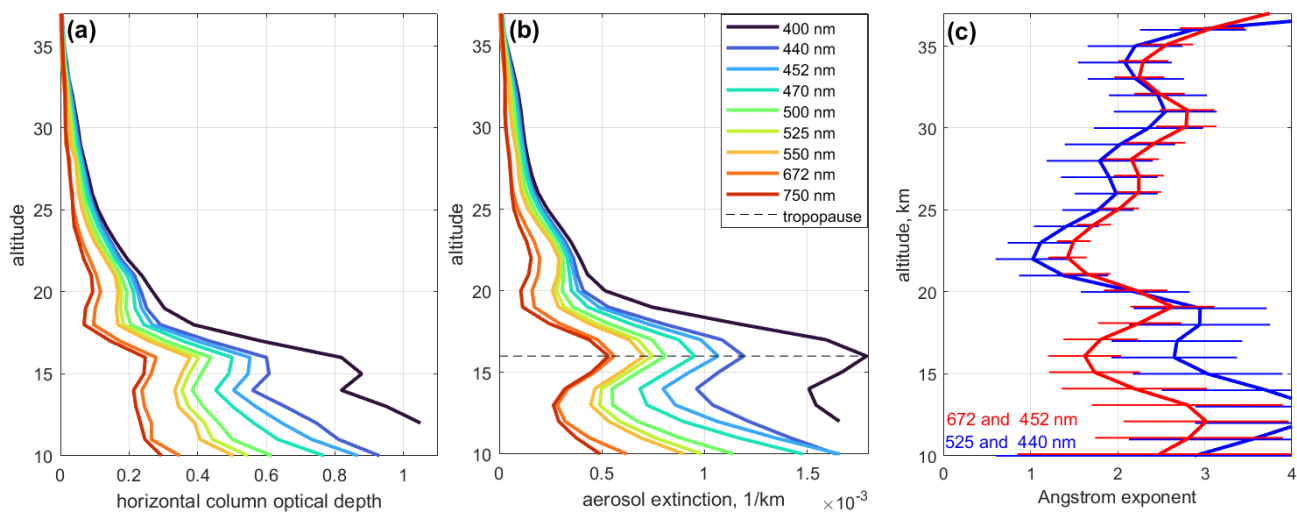 (a)
altitude
35
30
25
20
15
10
0
0.2
0.4
0.6
0.8
1
horizontal column optical depth
(b)
altitude
35
30
25
20
15
10
0
0.5
1
1.5
aerosol extinction, 1/km
×10⁻³
400 nm
440 nm
452 nm
470 nm
500 nm
525 nm
550 nm
672 nm
750 nm
tropopause
(c)
altitude, km
35
30
25
20
15
10
0
1
2
3
4
Angstrom exponent
672 and 452 nm
525 and 440 nm